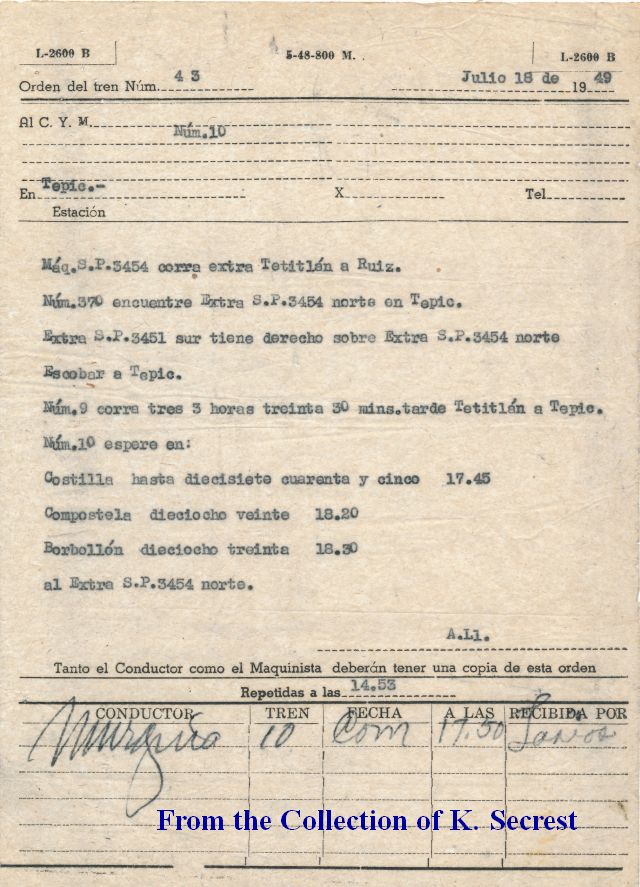 L-2600 B 5-48-800 M. L-2600 B
Orden del tren Núm. 43 Julio 18 de 1949
Al C. Y. M.
Núm.10
En Tepic.- X Tel.
Estación
Máq.S.P.3454 corra extra Tetitlán a Ruiz.
Núm.370 encuentre Extra S.P.3454 norte en Tepic.
Extra S.P.3451 sur tiene derecho sobre Extra S.P.3454 norte
Escobar a Tepic.
Núm.9 corra tres 3 horas treinta 30 mins.tarde Tetitlán a Tepic.
Núm.10 espere en:
Costilla hasta diecisiete cuarenta y cinco 17.45
Compostela dieciocho veinte 18.20
Borbollón dieciocho treinta 18.30
al Extra S.P.3454 norte.
A.Ll.
Tanto el Conductor como el Maquinista deberán tener una copia de esta orden
Repetidas a las 14.53
CONDUCTOR TREN FECHA A LAS RECIBIDA POR
10 Com 17.50
From the Collection of K. Secrest